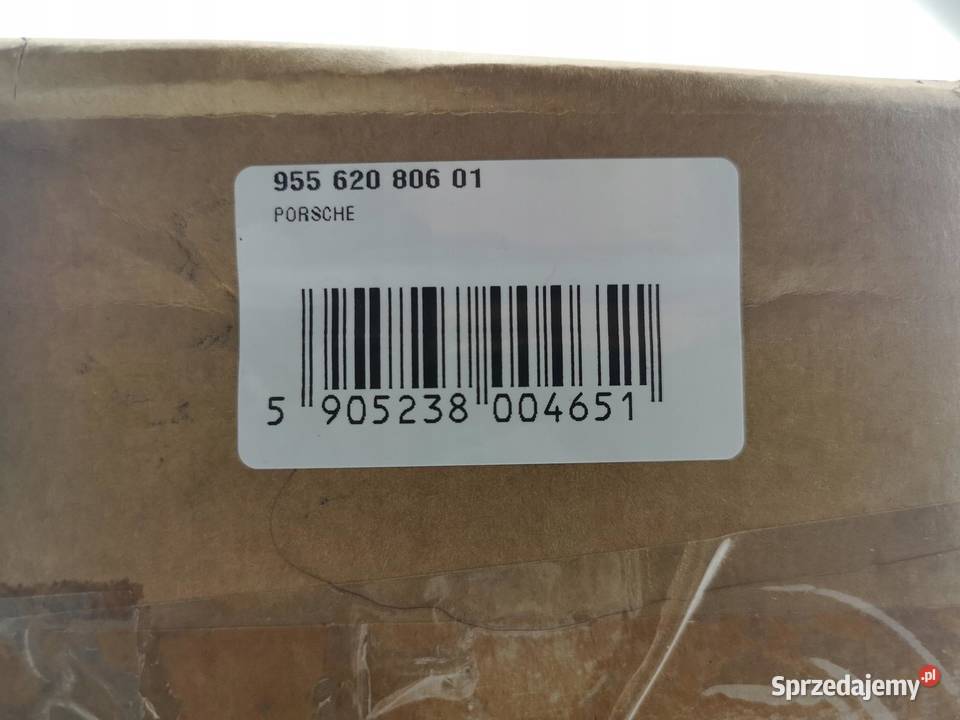 955 620 806 01
PORSCHE
5 905238 004651
Sprzedajemy.pl